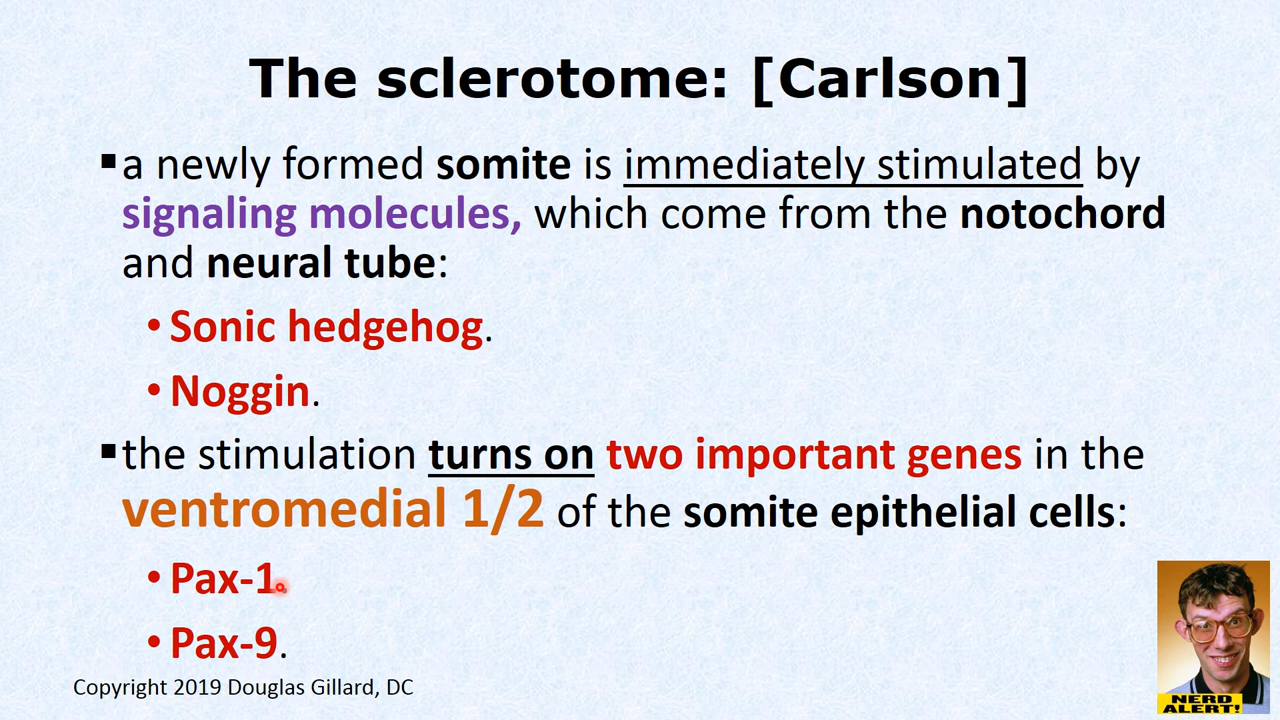 The sclerotome: [Carlson]
▪a newly formed somite is immediately stimulated by
signaling molecules, which come from the notochord
and neural tube:
•Sonic hedgehog.
•Noggin.
▪the stimulation turns on two important genes in the
ventromedial 1/2 of the somite epithelial cells:
•Pax-1.
•Pax-9.
Copyright 2019 Douglas Gillard, DC
NERD
ALERT!